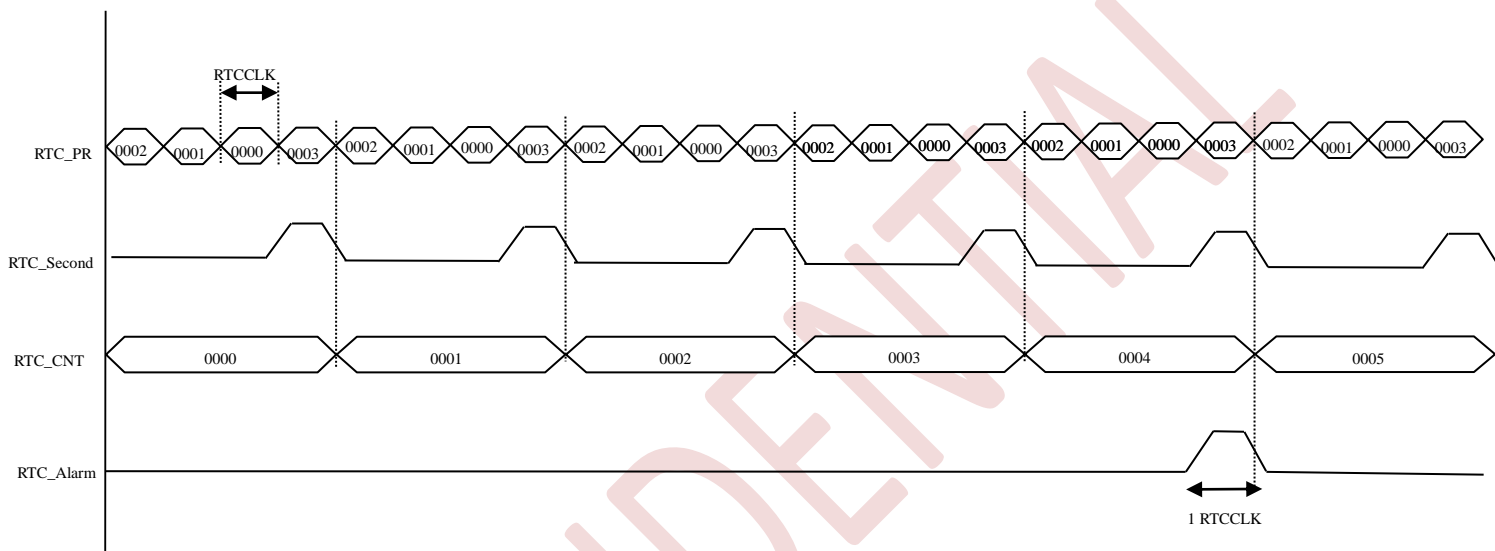 RTCCLK
RTC_PR 0002 0001 0000 0003 0002 0001 0000 0003 0002 0001 0000 0003 0002 0001 0000 0003 0002 0001 0000 0003 0002 0001 0000 0003
RTC_Second
RTC_CNT 0000 0001 0002 0003 0004 0005
RTC_Alarm
1 RTCCLK
NDENTIAL